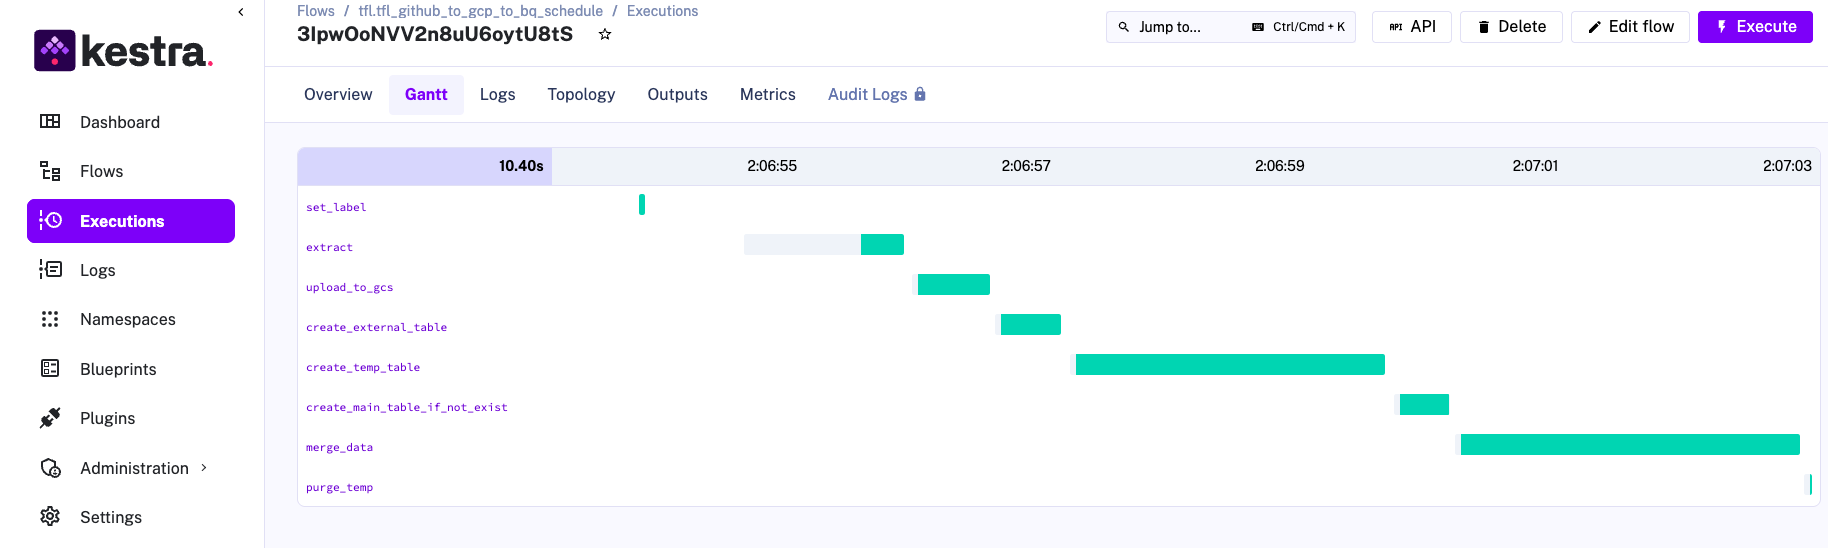 kestra.
Dashboard
Flows
Executions
Logs
Namespaces
Blueprints
Plugins
Administration
Settings
Flows / tfl.tfl_github_to_gcp_to_bq_schedule / Executions
3IpwOoNVV2n8uU6oytU8tS
Jump to... Ctrl/Cmd + K
API API
Delete
Edit flow
Execute
Overview Gantt Logs Topology Outputs Metrics Audit Logs
10.40s 2:06:55 2:06:57 2:06:59 2:07:01 2:07:03
set_label
extract
upload_to_gcs
create_external_table
create_temp_table
create_main_table_if_not_exist
merge_data
purge_temp